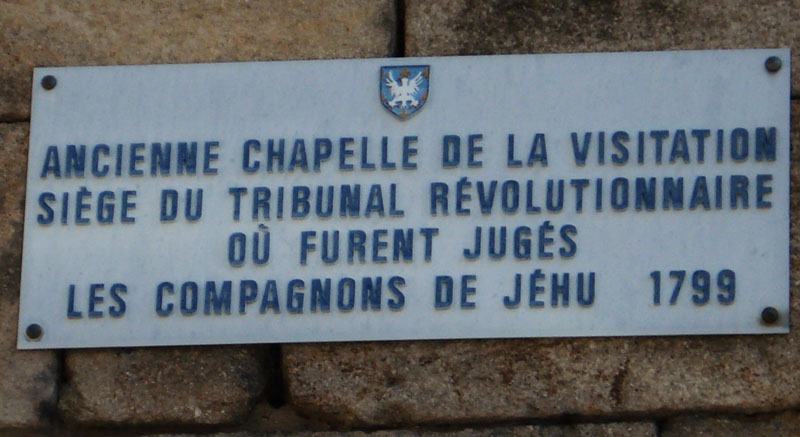 ANCIENNE CHAPELLE DE LA VISITATION
SIÈGE DU TRIBUNAL RÉVOLUTIONNAIRE
OÙ FURENT JUGÉS
LES COMPAGNONS DE JÉHU 1799